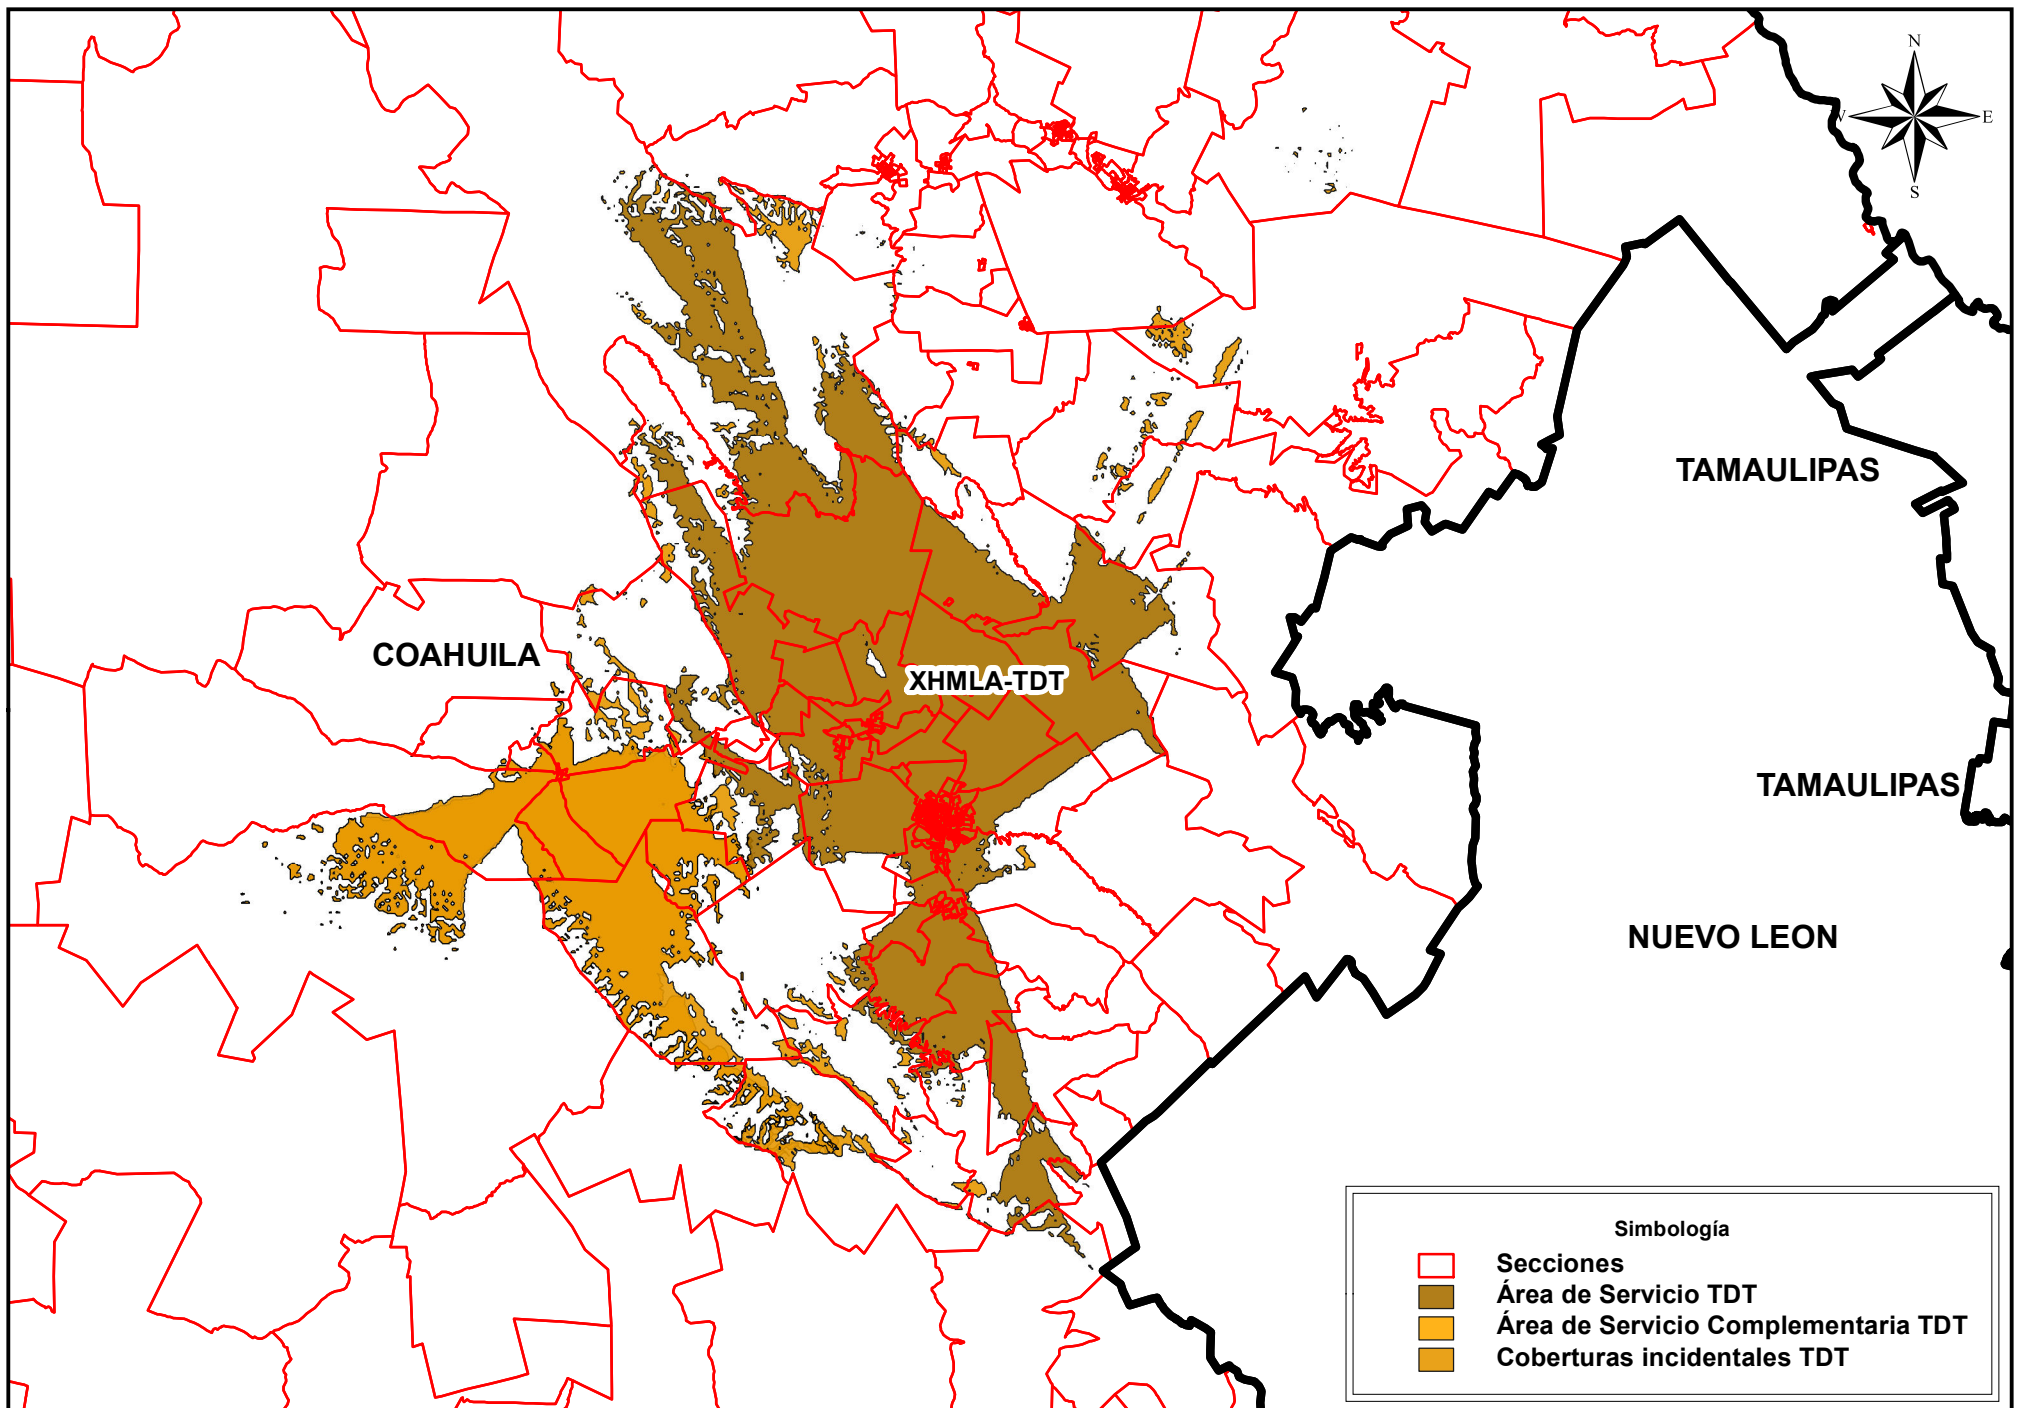 N
V
E
S
TAMAULIPAS
COAHUILA
XHMLA-TDT
TAMAULIPAS
NUEVO LEON
Simbología
Secciones
Área de Servicio TDT
Área de Servicio Complementaria TDT
Coberturas incidentales TDT